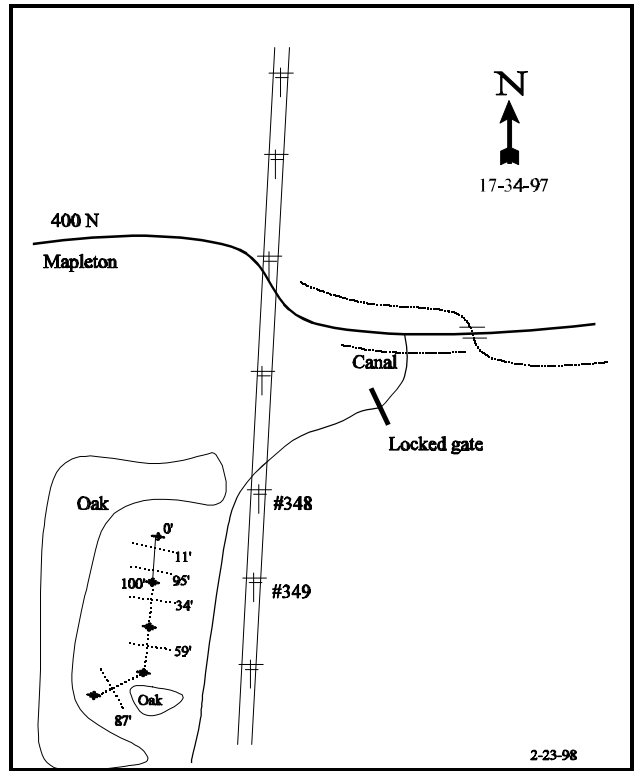 N
17-34-97
400 N
Mapleton
Canal
Locked gate
Oak
#348
0'
11'
100' 95'
#349
34'
59'
Oak
87'
2-23-98